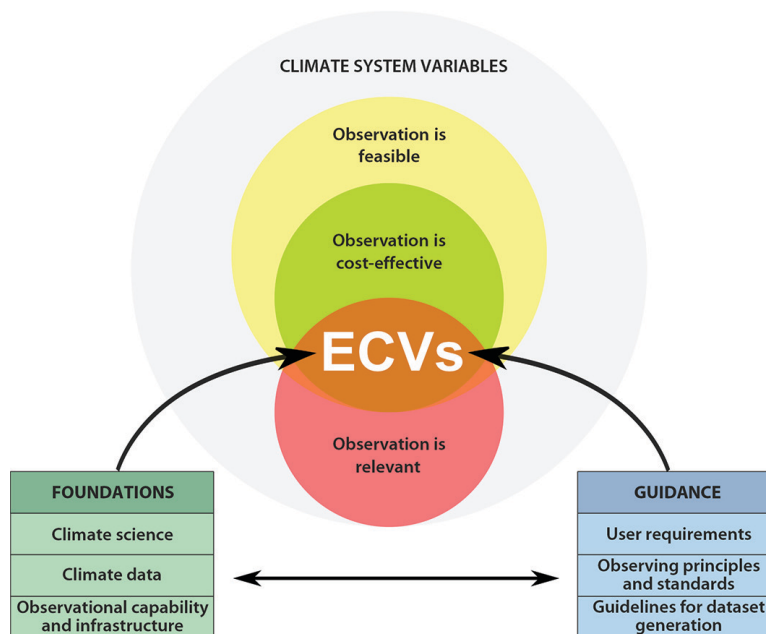 CLIMATE SYSTEM VARIABLES
Observation is
feasible
Observation is
cost-effective
ECVs
Observation is
relevant
FOUNDATIONS
Climate science
Climate data
Observational capability
and infrastructure
GUIDANCE
User requirements
Observing principles
and standards
Guidelines for dataset
generation